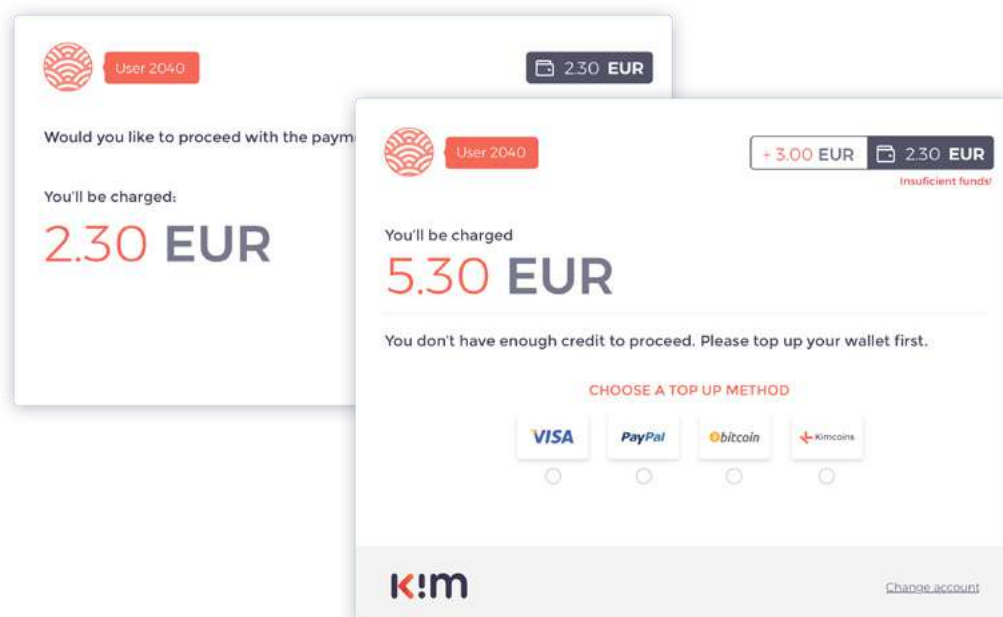 User 2040
2.30 EUR
Would you like to proceed with the
You'll be charged:
2.30 EUR
User 2040
+ 3.00 EUR
2.30 EUR
Insuficient funds!
You'll be charged
5.30 EUR
You don't have enough credit to proceed. Please top up your wallet first.
CHOOSE A TOP UP METHOD
VISA
PayPal
bitcoin
Kimcoins
K!m
Change account